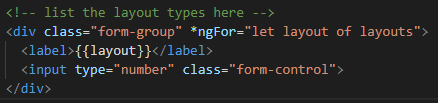 <!-- list the layout types here -->
<div class="form-group" *ngFor="let layout of layouts">
  <label>{{layout}}</label>
  <input type="number" class="form-control">
</div>